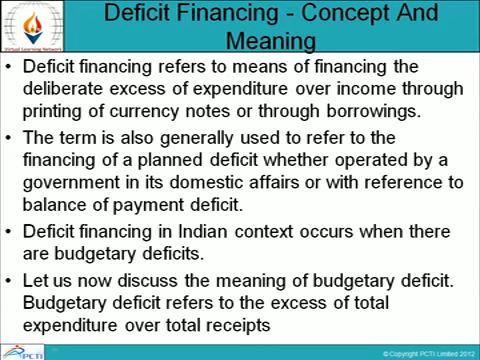 Deficit Financing - Concept And
Meaning
Virtual Learning Network
• Deficit financing refers to means of financing the
deliberate excess of expenditure over income through
printing of currency notes or through borrowings.
• The term is also generally used to refer to the
financing of a planned deficit whether operated by a
government in its domestic affairs or with reference to
balance of payment deficit.
• Deficit financing in Indian context occurs when there
are budgetary deficits.
• Let us now discuss the meaning of budgetary deficit.
Budgetary deficit refers to the excess of total
expenditure over total receipts
PCTI
© Copyright PCTI Limited 2012